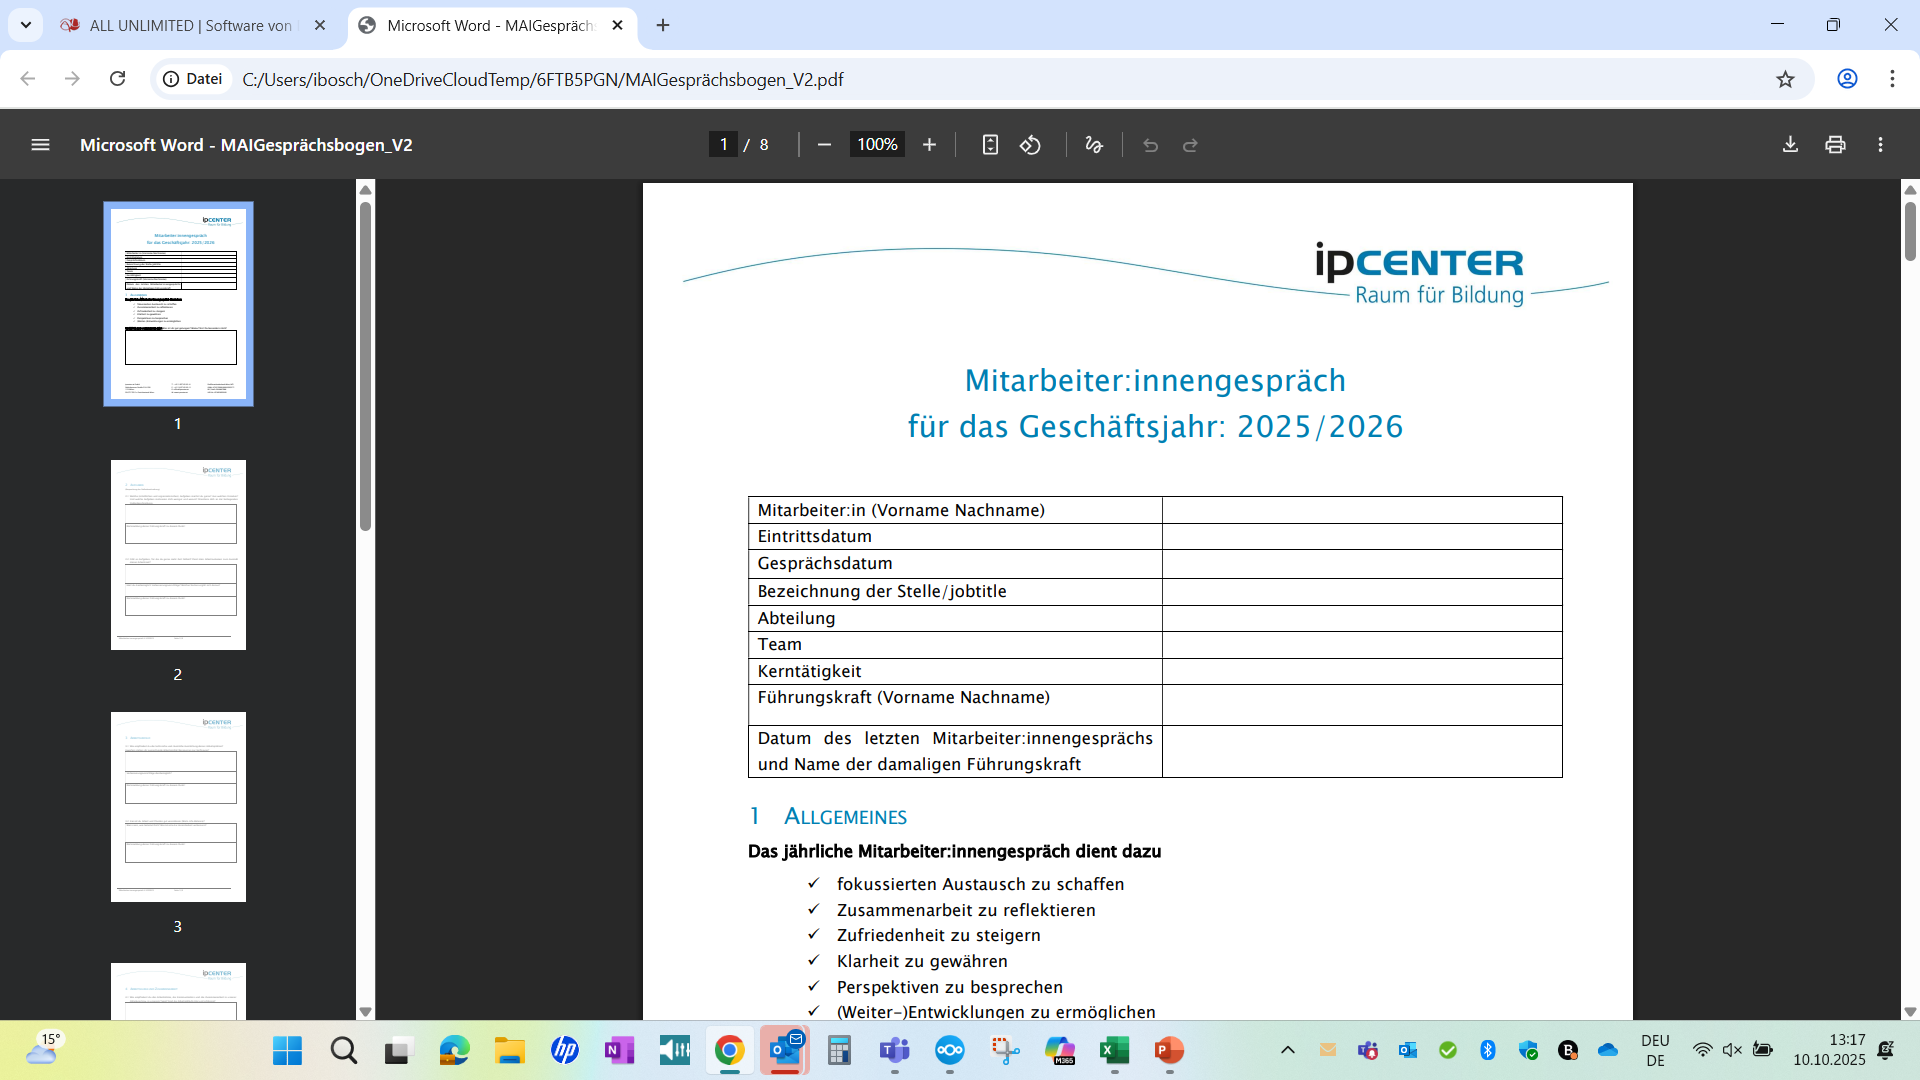 ALL UNLIMITED | Software von
Microsoft Word - MAIGespräch
Datei C:/Users/ibosch/OneDriveCloudTemp/6FTB5PGN/MAIGesprächsbogen_V2.pdf
Microsoft Word - MAIGesprächsbogen_V2
1 / 8
100%
1
2
3
ipCENTER
Raum für Bildung
Mitarbeiter:innengespräch
für das Geschäftsjahr: 2025/2026
Mitarbeiter:in (Vorname Nachname)
Eintrittsdatum
Gesprächsdatum
Bezeichnung der Stelle/jobtitle
Abteilung
Team
Kerntätigkeit
Führungskraft (Vorname Nachname)
Datum des letzten Mitarbeiter:innengesprächs
und Name der damaligen Führungskraft
1 ALLGEMEINES
Das jährliche Mitarbeiter:innengespräch dient dazu
✓ fokussierten Austausch zu schaffen
✓ Zusammenarbeit zu reflektieren
✓ Zufriedenheit zu steigern
✓ Klarheit zu gewähren
✓ Perspektiven zu besprechen
✓ (Weiter-)Entwicklungen zu ermöglichen
15°
DEU
DE
13:17
10.10.2025